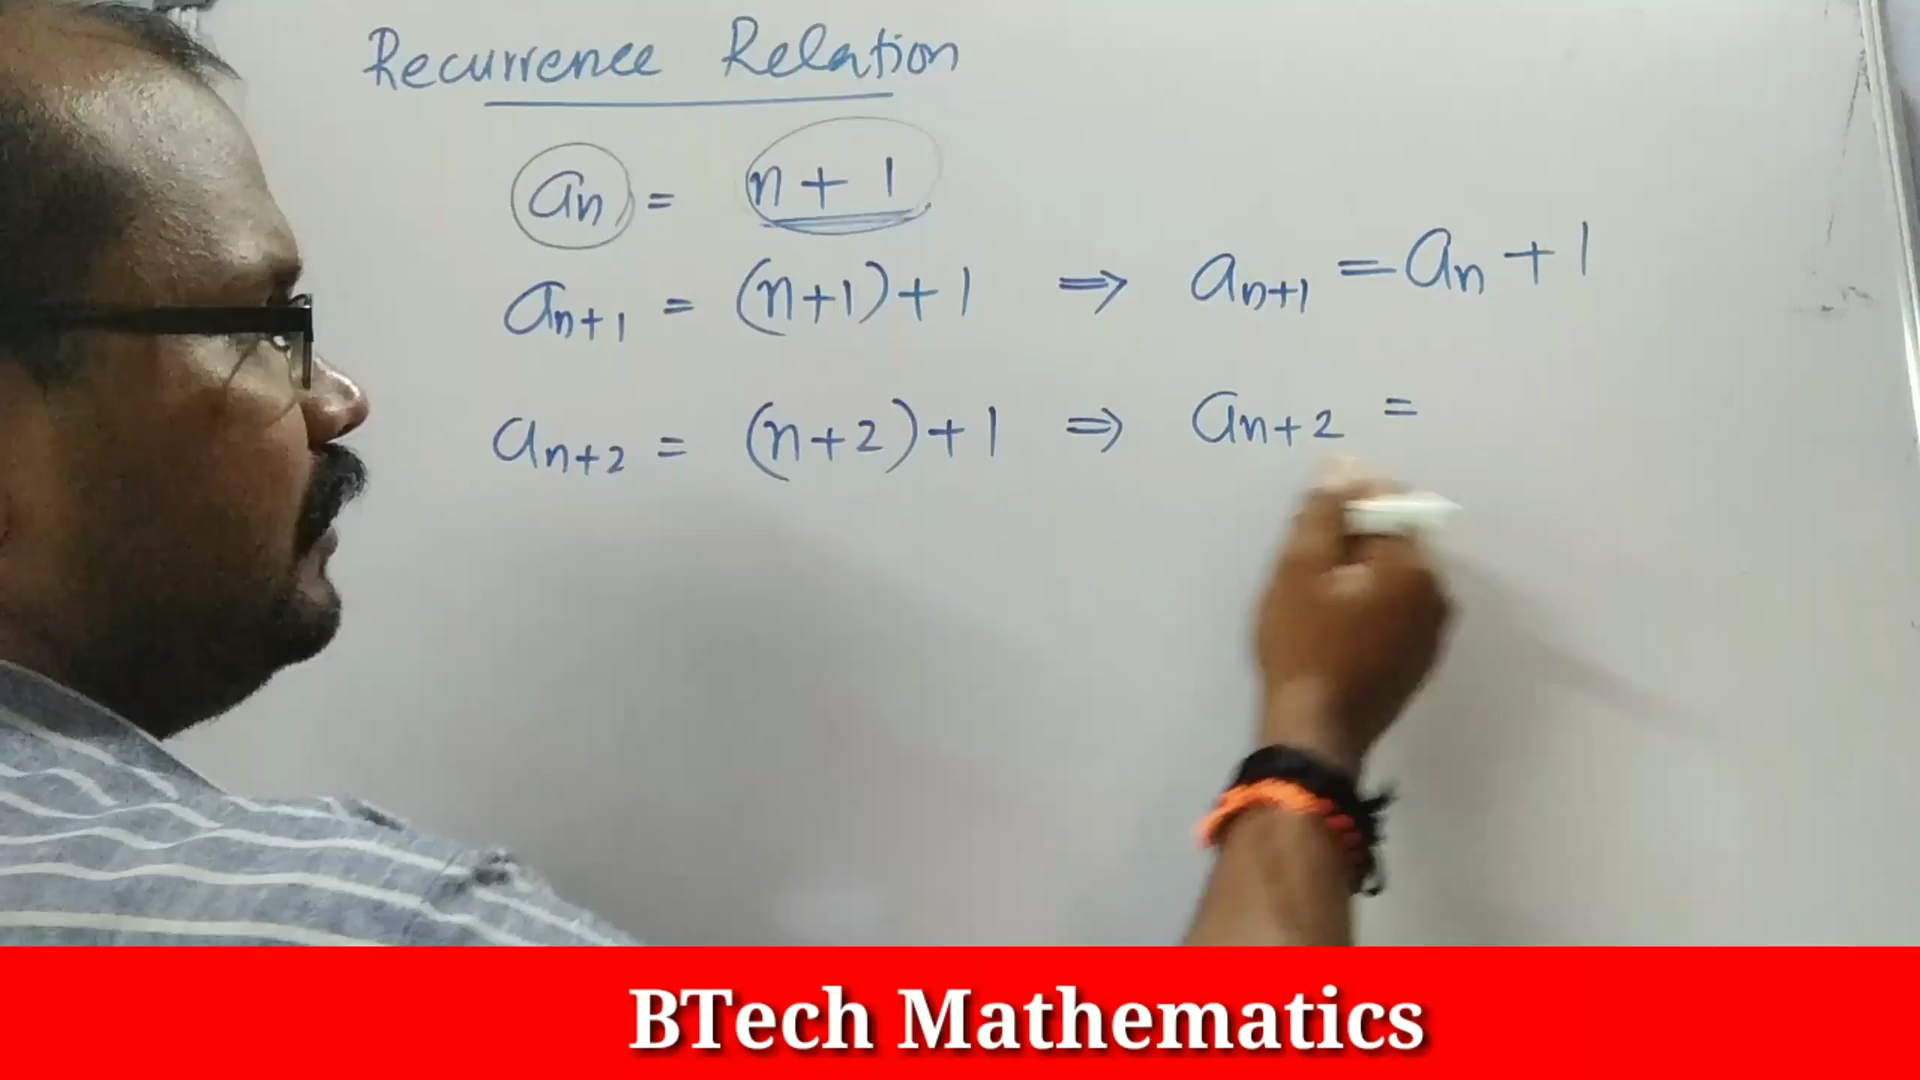 Recurrence Relation
aₙ = n + 1
aₙ₊₁ = (n+1)+1 ⇒ aₙ₊₁ = aₙ + 1
aₙ₊₂ = (n+2)+1 ⇒ aₙ₊₂ =
BTech Mathematics